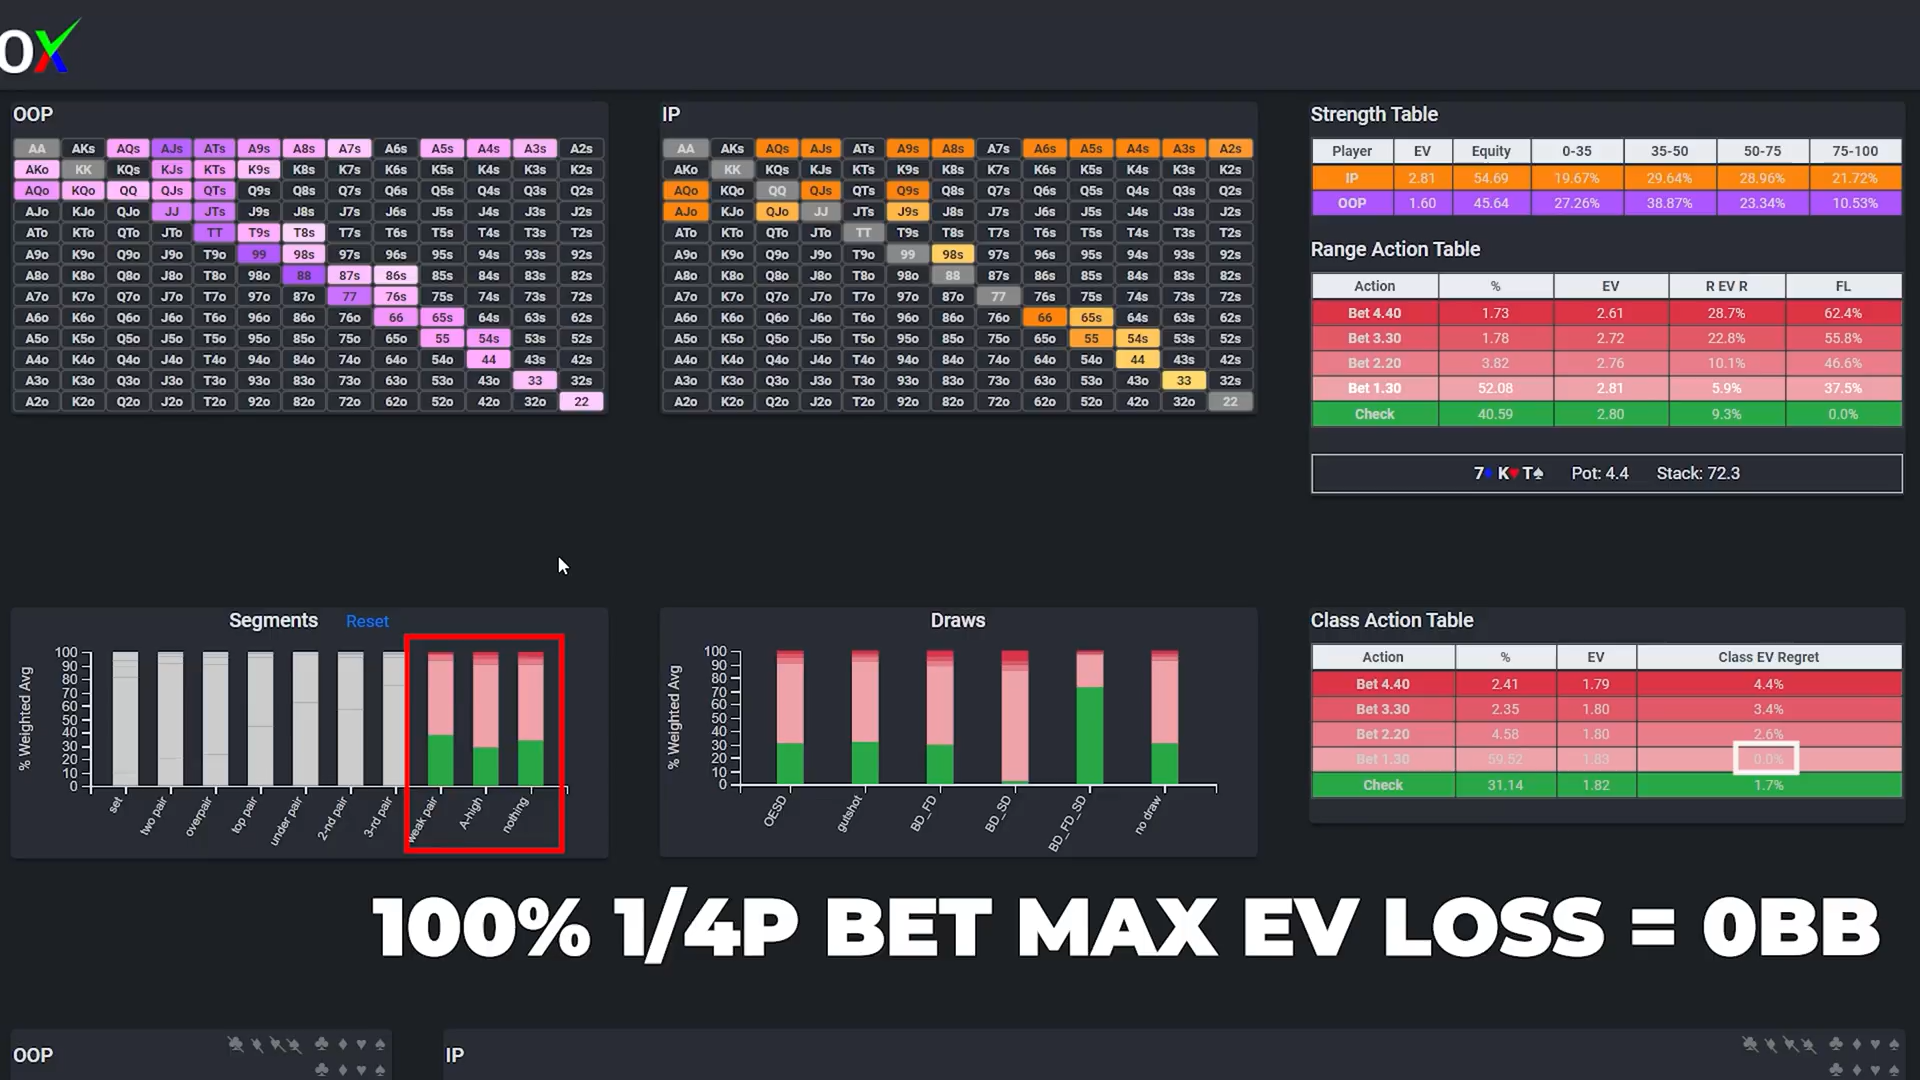 OX
OOP
AA AKs AQs AJs ATs A9s A8s A7s A6s A5s A4s A3s A2s
AKo KK KQs KJs KTs K9s K8s K7s K6s K5s K4s K3s K2s
AQo KQo QQ QJs QTs Q9s Q8s Q7s Q6s Q5s Q4s Q3s Q2s
AJo KJo QJo JJ JTs J9s J8s J7s J6s J5s J4s J3s J2s
ATo KTo QTo JTo TT T9s T8s T7s T6s T5s T4s T3s T2s
A9o K9o Q9o J9o T9o 99 98s 97s 96s 95s 94s 93s 92s
A8o K8o Q8o J8o T8o 98o 88 87s 86s 85s 84s 83s 82s
A7o K7o Q7o J7o T7o 97o 87o 77 76s 75s 74s 73s 72s
A6o K6o Q6o J6o T6o 96o 86o 76o 66 65s 64s 63s 62s
A5o K5o Q5o J5o T5o 95o 85o 75o 65o 55 54s 53s 52s
A4o K4o Q4o J4o T4o 94o 84o 74o 64o 54o 44 43s 42s
A3o K3o Q3o J3o T3o 93o 83o 73o 63o 53o 43o 33 32s
A2o K2o Q2o J2o T2o 92o 82o 72o 62o 52o 42o 32o 22
IP
AA AKs AQs AJs ATs A9s A8s A7s A6s A5s A4s A3s A2s
AKo KK KQs KJs KTs K9s K8s K7s K6s K5s K4s K3s K2s
AQo KQo QQ QJs QTs Q9s Q8s Q7s Q6s Q5s Q4s Q3s Q2s
AJo KJo QJo JJ JTs J9s J8s J7s J6s J5s J4s J3s J2s
ATo KTo QTo JTo TT T9s T8s T7s T6s T5s T4s T3s T2s
A9o K9o Q9o J9o T9o 99 98s 97s 96s 95s 94s 93s 92s
A8o K8o Q8o J8o T8o 98o 88 87s 86s 85s 84s 83s 82s
A7o K7o Q7o J7o T7o 97o 87o 77 76s 75s 74s 73s 72s
A6o K6o Q6o J6o T6o 96o 86o 76o 66 65s 64s 63s 62s
A5o K5o Q5o J5o T5o 95o 85o 75o 65o 55 54s 53s 52s
A4o K4o Q4o J4o T4o 94o 84o 74o 64o 54o 44 43s 42s
A3o K3o Q3o J3o T3o 93o 83o 73o 63o 53o 43o 33 32s
A2o K2o Q2o J2o T2o 92o 82o 72o 62o 52o 42o 32o 22
Strength Table
Player EV Equity 0-35 35-50 50-75 75-100
IP 2.81 54.69 19.67% 29.64% 28.96% 21.72%
OOP 1.60 45.64 27.26% 38.87% 23.34% 10.53%
Range Action Table
Action % EV R EV R FL
Bet 4.40 1.73 2.61 28.7% 62.4%
Bet 3.30 1.78 2.72 22.8% 55.8%
Bet 2.20 3.82 2.76 10.1% 46.6%
Bet 1.30 52.08 2.81 5.9% 37.5%
Check 40.59 2.80 9.3% 0.0%
7♦ K♥ T♠ Pot: 4.4 Stack: 72.3
Segments Reset
% Weighted Avg
100
90
80
70
60
50
40
30
20
10
0
set two pair overpair top pair under pair 2-nd pair 3-rd pair weak pair A-high nothing
Draws
% Weighted Avg
100
90
80
70
60
50
40
30
20
10
0
OESD gutshot BD_FD BD_SD BD_FD_SD no draw
Class Action Table
Action % EV Class EV Regret
Bet 4.40 2.41 1.79 4.4%
Bet 3.30 2.35 1.80 3.4%
Bet 2.20 4.58 1.80 2.6%
Bet 1.30 59.52 1.83 0.0%
Check 31.14 1.82 1.7%
100% 1/4P BET MAX EV LOSS = 0BB
OOP
IP